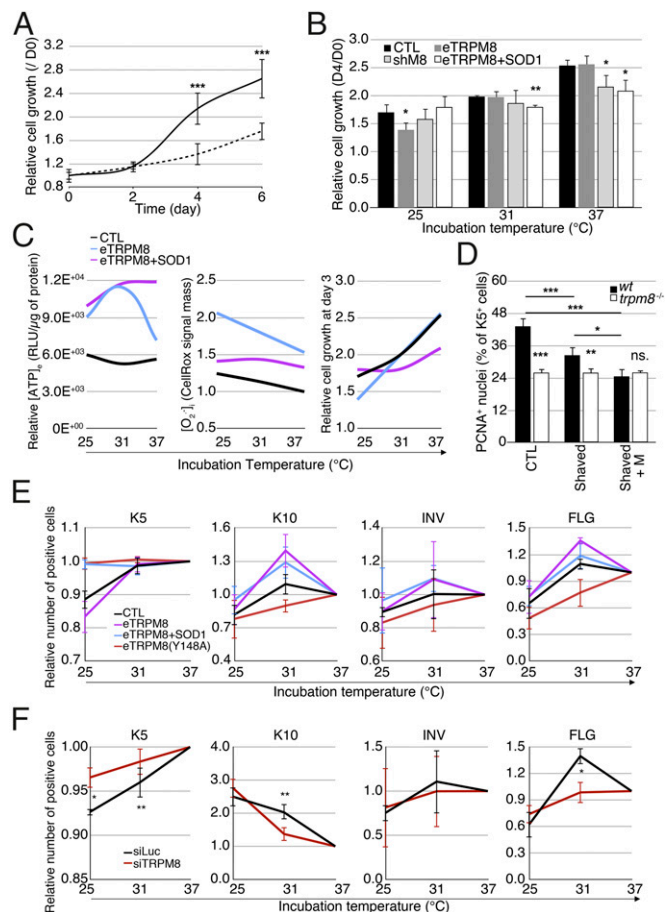 A
Relative cell growth (/ D0)
3.2
2.8
2.4
2.0
1.6
1.2
0.8
***
***
0
2
4
6
Time (day)
B
Relative cell growth (D4/D0)
3.0
2.5
2.0
1.5
1.0
0.5
0.0
CTL
eTRPM8
shM8
eTRPM8+SOD1
*
**
*
*
25
31
37
Incubation temperature (°C)
C
CTL
eTRPM8
eTRPM8+SOD1
Relative [ATP]e (RLU/µg of protein)
1.2E+04
9.0E+03
6.0E+03
3.0E+03
0E+00
25
31
37
[O2·-]i (CellRox signal mass)
2.5
2.0
1.5
1.0
0.5
25
31
37
Relative cell growth at day 3
3.0
2.5
2.0
1.5
1.0
25
31
37
Incubation Temperature (°C)
D
PCNA+ nuclei (% of K5+ cells)
60
48
36
24
12
0
wt
trpm8-/-
***
***
*
***
**
ns.
CTL
Shaved
Shaved
+ M
E
Relative number of positive cells
K5
1.1
1.0
0.9
0.8
0.7
CTL
eTRPM8
eTRPM8+SOD1
eTRPM8(Y148A)
25
31
37
K10
1.6
1.3
1.0
0.7
0.4
25
31
37
INV
1.4
1.2
1.0
0.8
0.6
25
31
37
FLG
1.5
1.2
0.9
0.6
0.3
0.0
25
31
37
Incubation temperature (°C)
F
Relative number of positive cells
K5
1.00
0.95
0.90
0.85
*
**
siLuc
siTRPM8
25
31
37
K10
4.0
3.0
2.0
1.0
0.0
**
25
31
37
INV
1.5
1.0
0.5
0.0
25
31
37
FLG
1.8
1.5
1.2
0.9
0.6
0.3
0.0
*
25
31
37
Incubation temperature (°C)